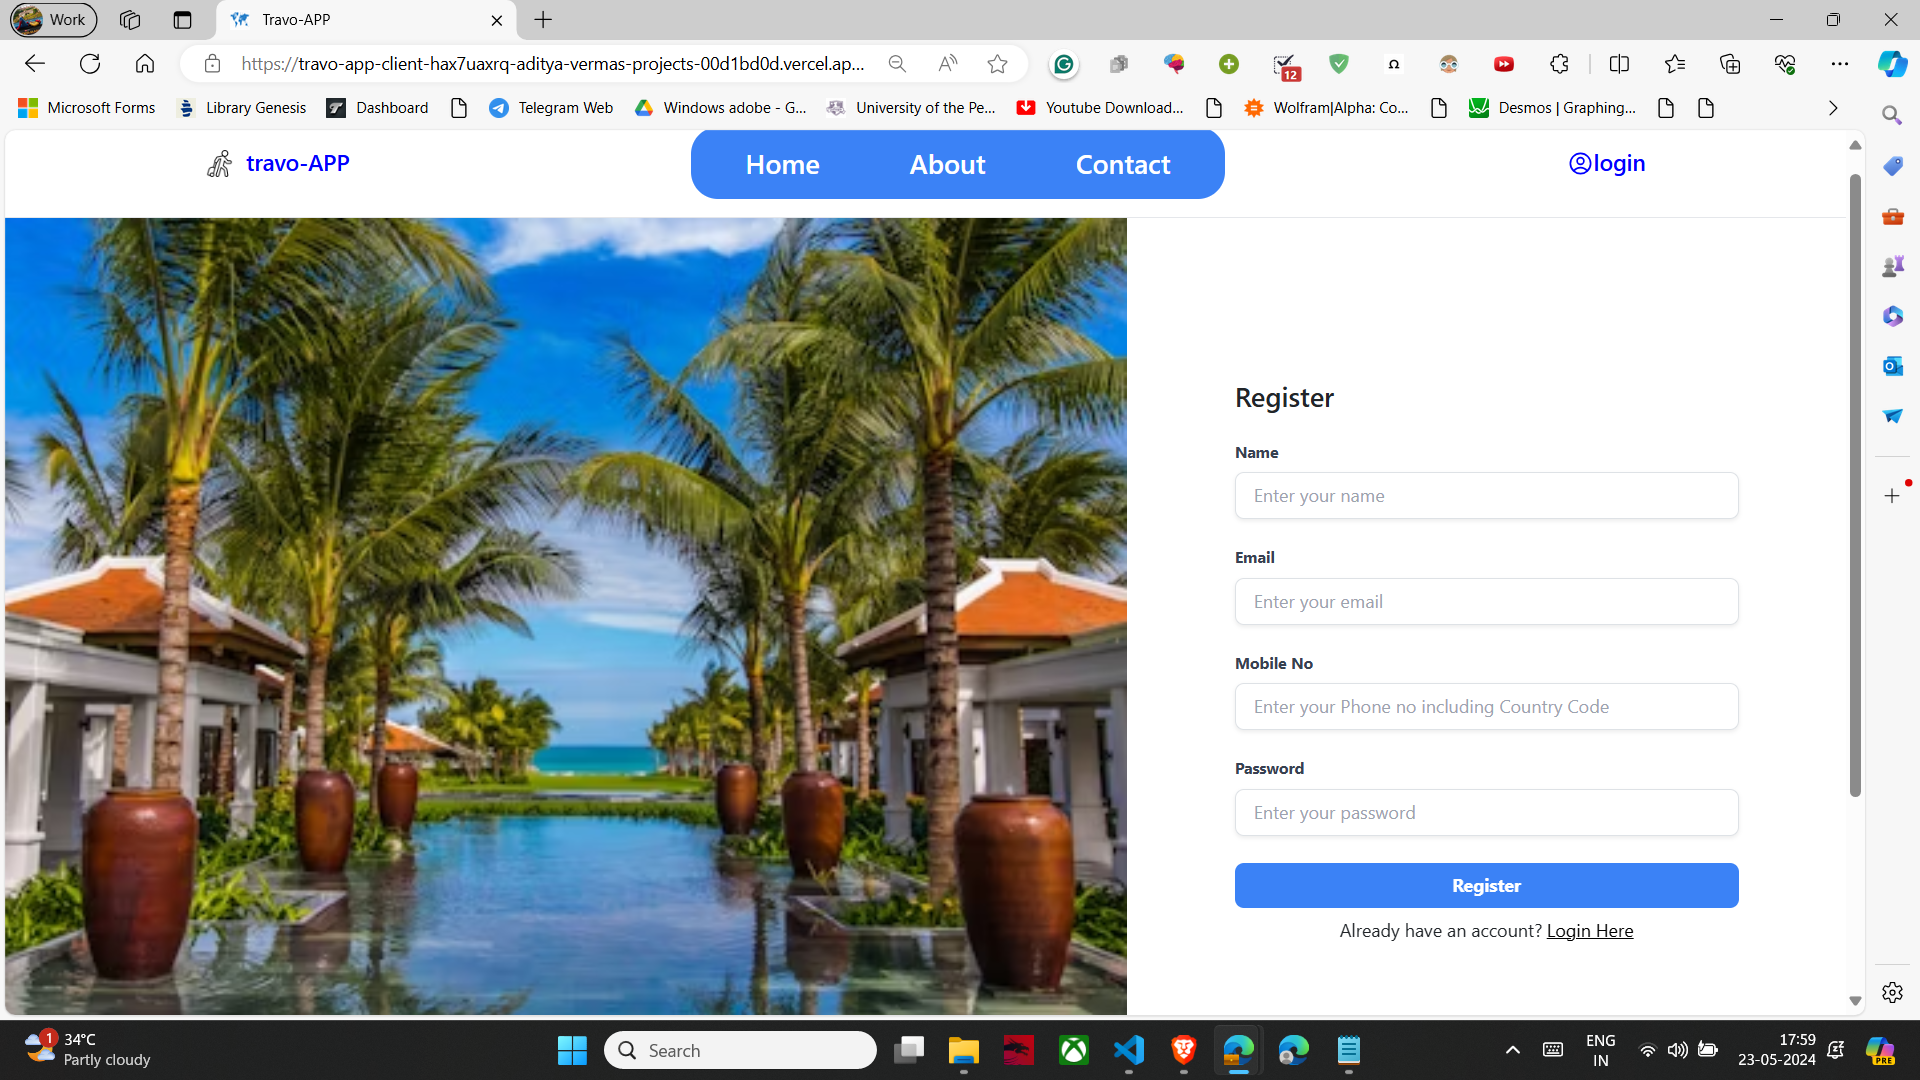 Work
Travo-APP
https://travo-app-client-hax7uaxrq-aditya-vermas-projects-00d1bd0d.vercel.ap...
12
Microsoft Forms
Library Genesis
Dashboard
Telegram Web
Windows adobe - G...
University of the Pe...
Youtube Download...
Wolfram|Alpha: Co...
Desmos | Graphing...
travo-APP
Home
About
Contact
login
Register
Name
Enter your name
Email
Enter your email
Mobile No
Enter your Phone no including Country Code
Password
Enter your password
Register
Already have an account? Login Here
1
34°C
Partly cloudy
Search
ENG
IN
17:59
23-05-2024
PRE